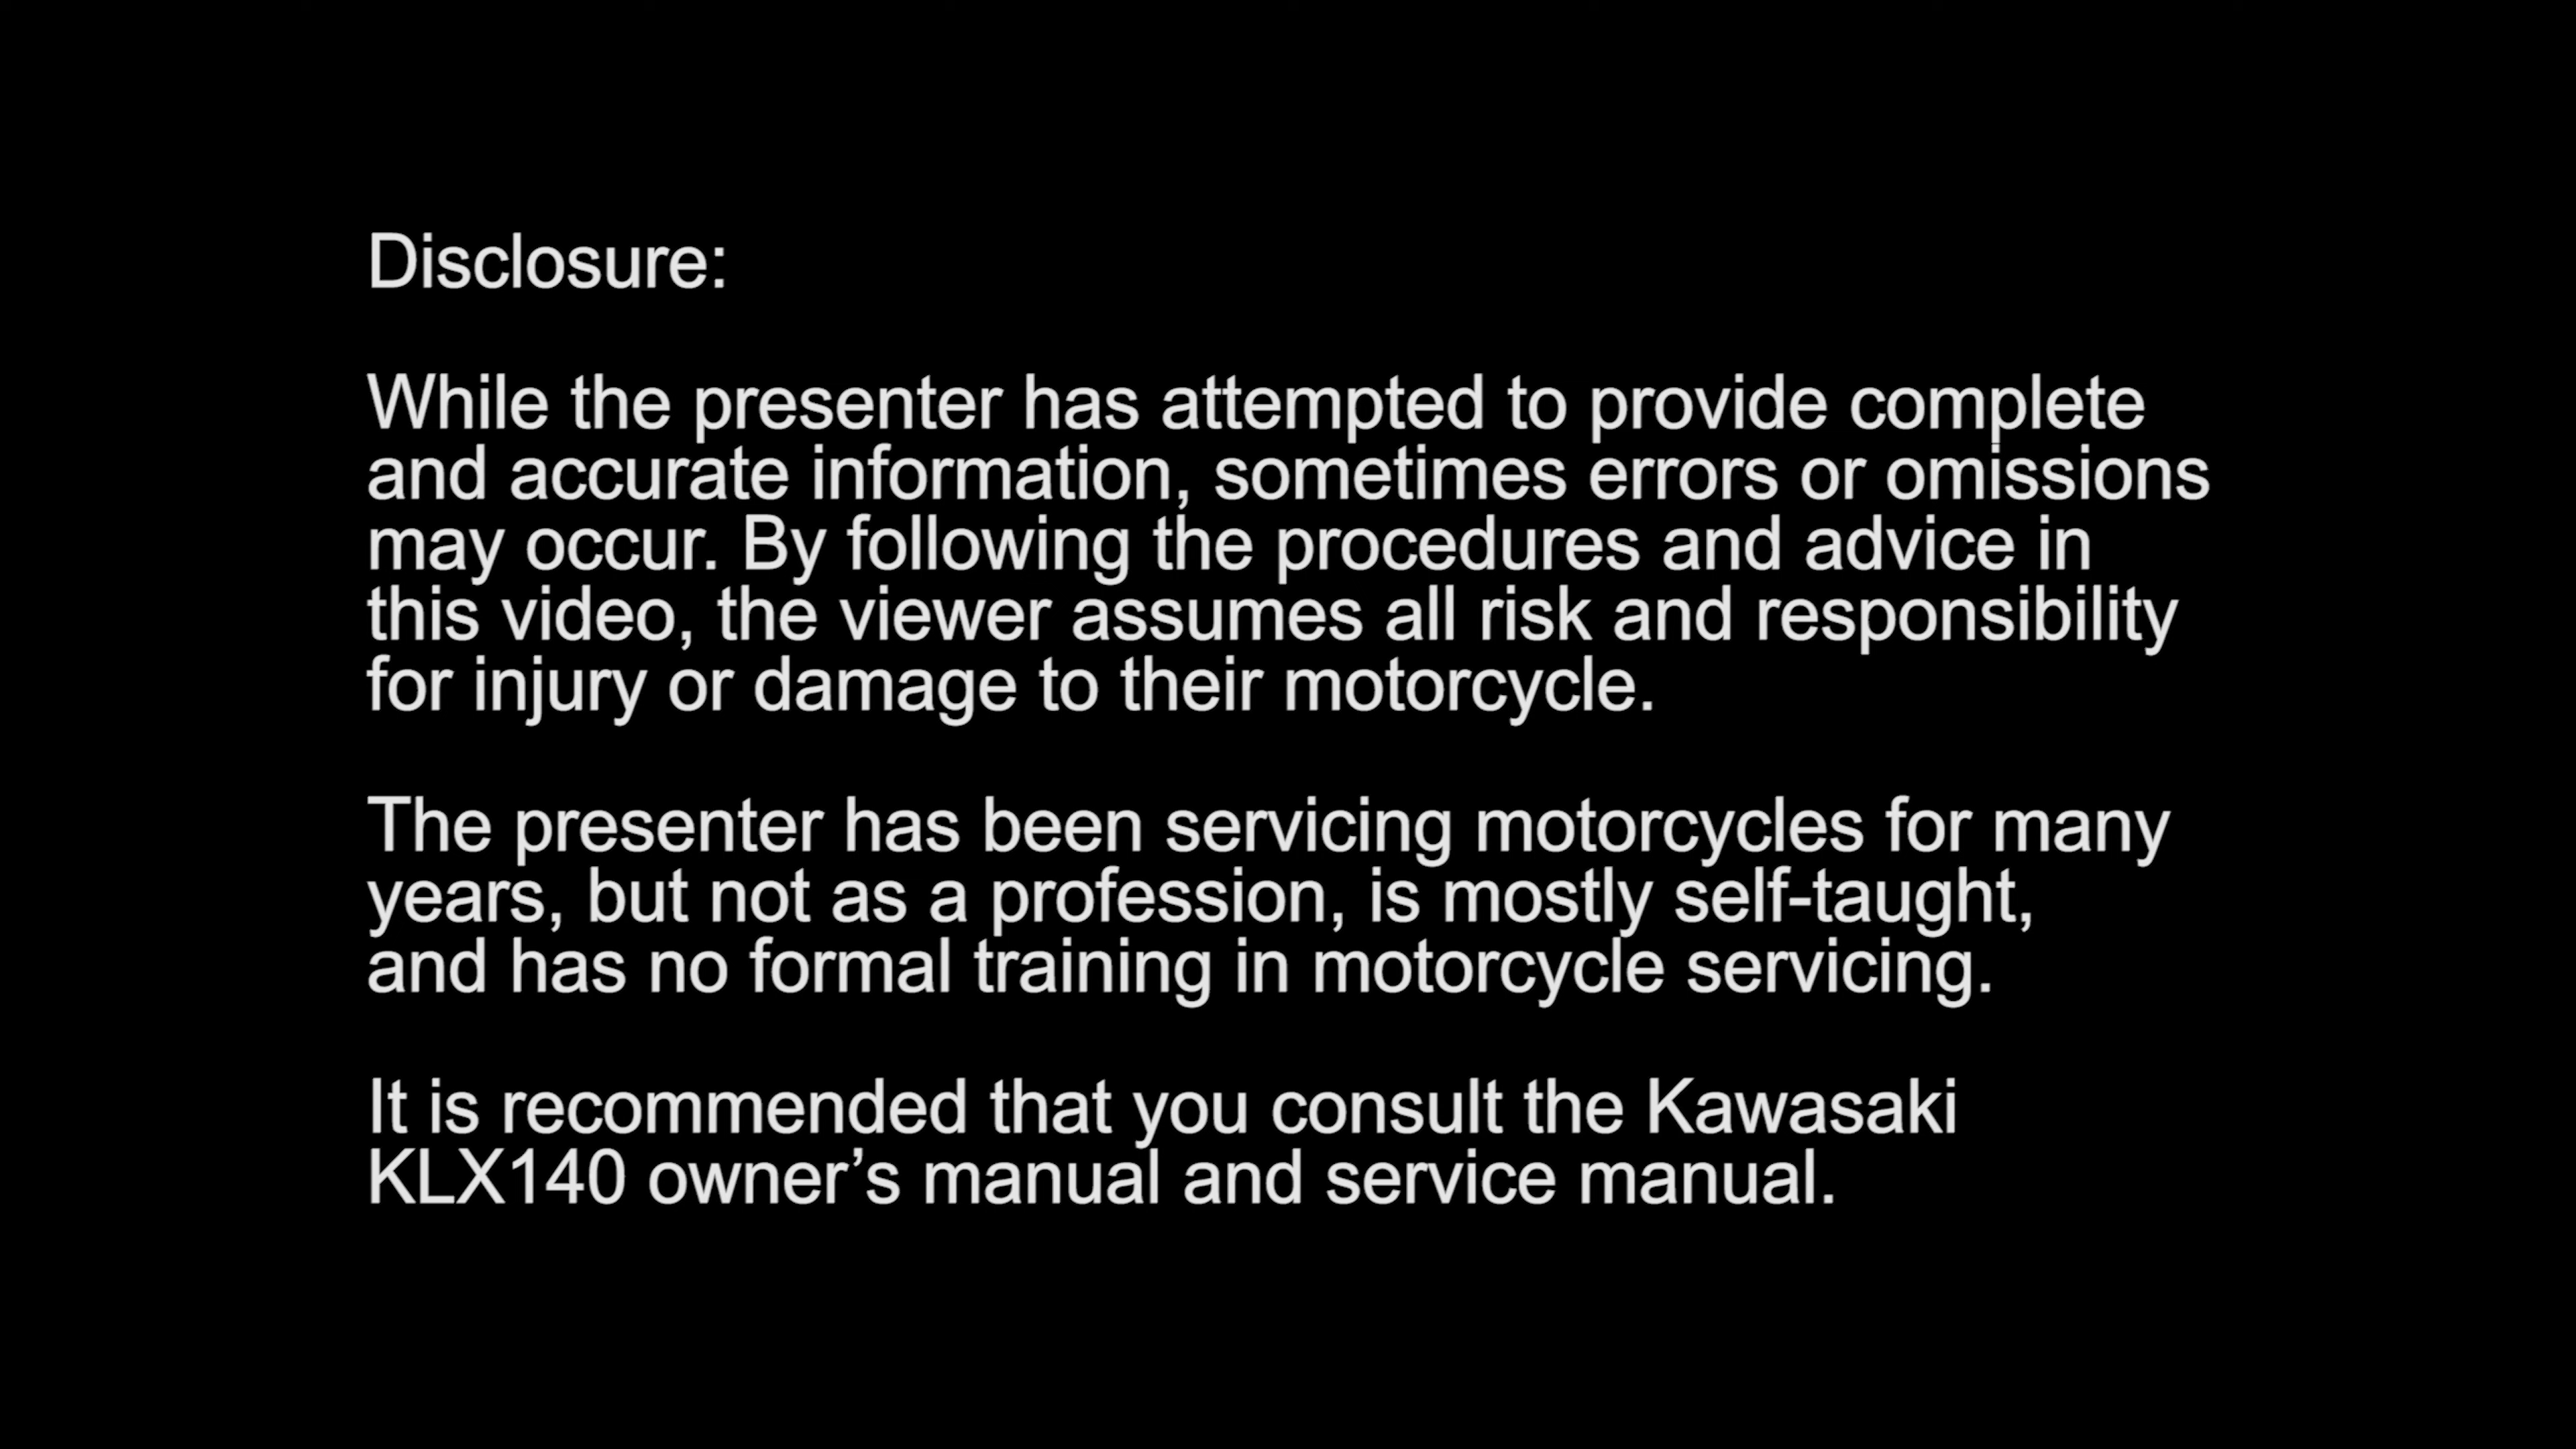 Disclosure:
While the presenter has attempted to provide complete
and accurate information, sometimes errors or omissions
may occur. By following the procedures and advice in
this video, the viewer assumes all risk and responsibility
for injury or damage to their motorcycle.
The presenter has been servicing motorcycles for many
years, but not as a profession, is mostly self-taught,
and has no formal training in motorcycle servicing.
It is recommended that you consult the Kawasaki
KLX140 owner’s manual and service manual.